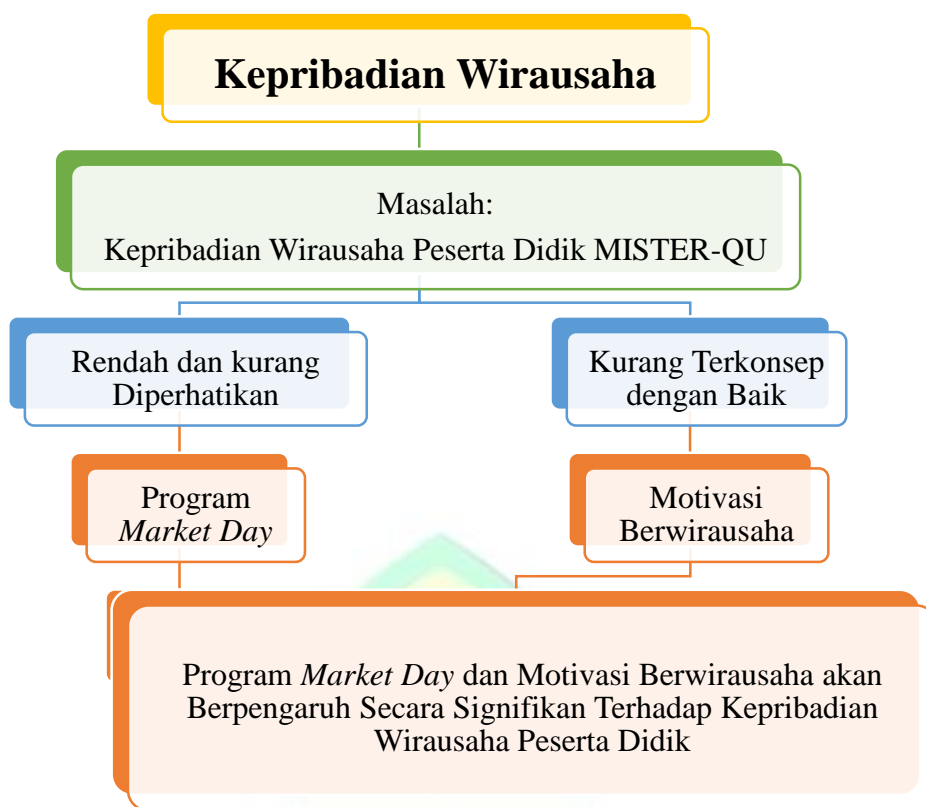 Kepribadian Wirausaha
Masalah:
Kepribadian Wirausaha Peserta Didik MISTER-QU
Rendah dan kurang
Diperhatikan
Kurang Terkonsep
dengan Baik
Program
Market Day
Motivasi
Berwirausaha
Program Market Day dan Motivasi Berwirausaha akan
Berpengaruh Secara Signifikan Terhadap Kepribadian
Wirausaha Peserta Didik